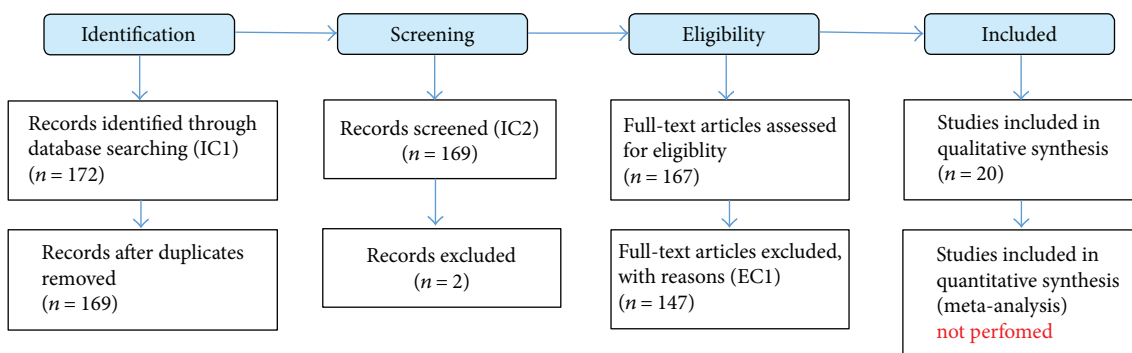 Identification
Screening
Eligibility
Included
Records identified through
database searching (IC1)
(n = 172)
Records after duplicates
removed
(n = 169)
Records screened (IC2)
(n = 169)
Records excluded
(n = 2)
Full-text articles assessed
for eligiblity
(n = 167)
Full-text articles excluded,
with reasons (EC1)
(n = 147)
Studies included in
qualitative synthesis
(n = 20)
Studies included in
quantitative synthesis
(meta-analysis)
not perfomed